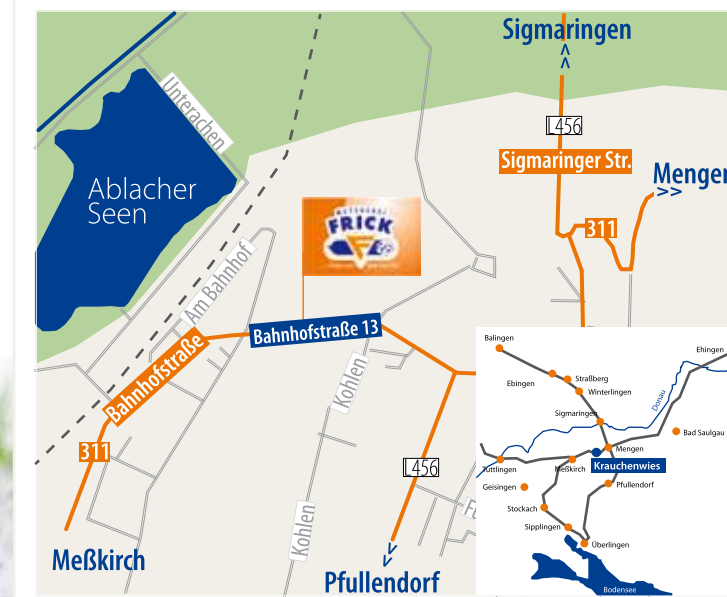 Sigmaringen
>>
L456
Sigmaringer Str.
Menge
>>
311
Unterachen
Ablacher
Seen
FRICK
Am Bahnhof
Bahnhofstraße 13
Bahnhofstraße
311
Kohlen
L456
Kohlen
Meßkirch
>>
Pfullendorf
Balingen
Ehingen
Ebingen
Straßberg
Winterlingen
Donau
Sigmaringen
Bad Saulgau
Mengen
Tuttlingen
Meßkirch
Krauchenwies
Geisingen
Pfullendorf
Stockach
Sipplingen
Überlingen
Bodensee